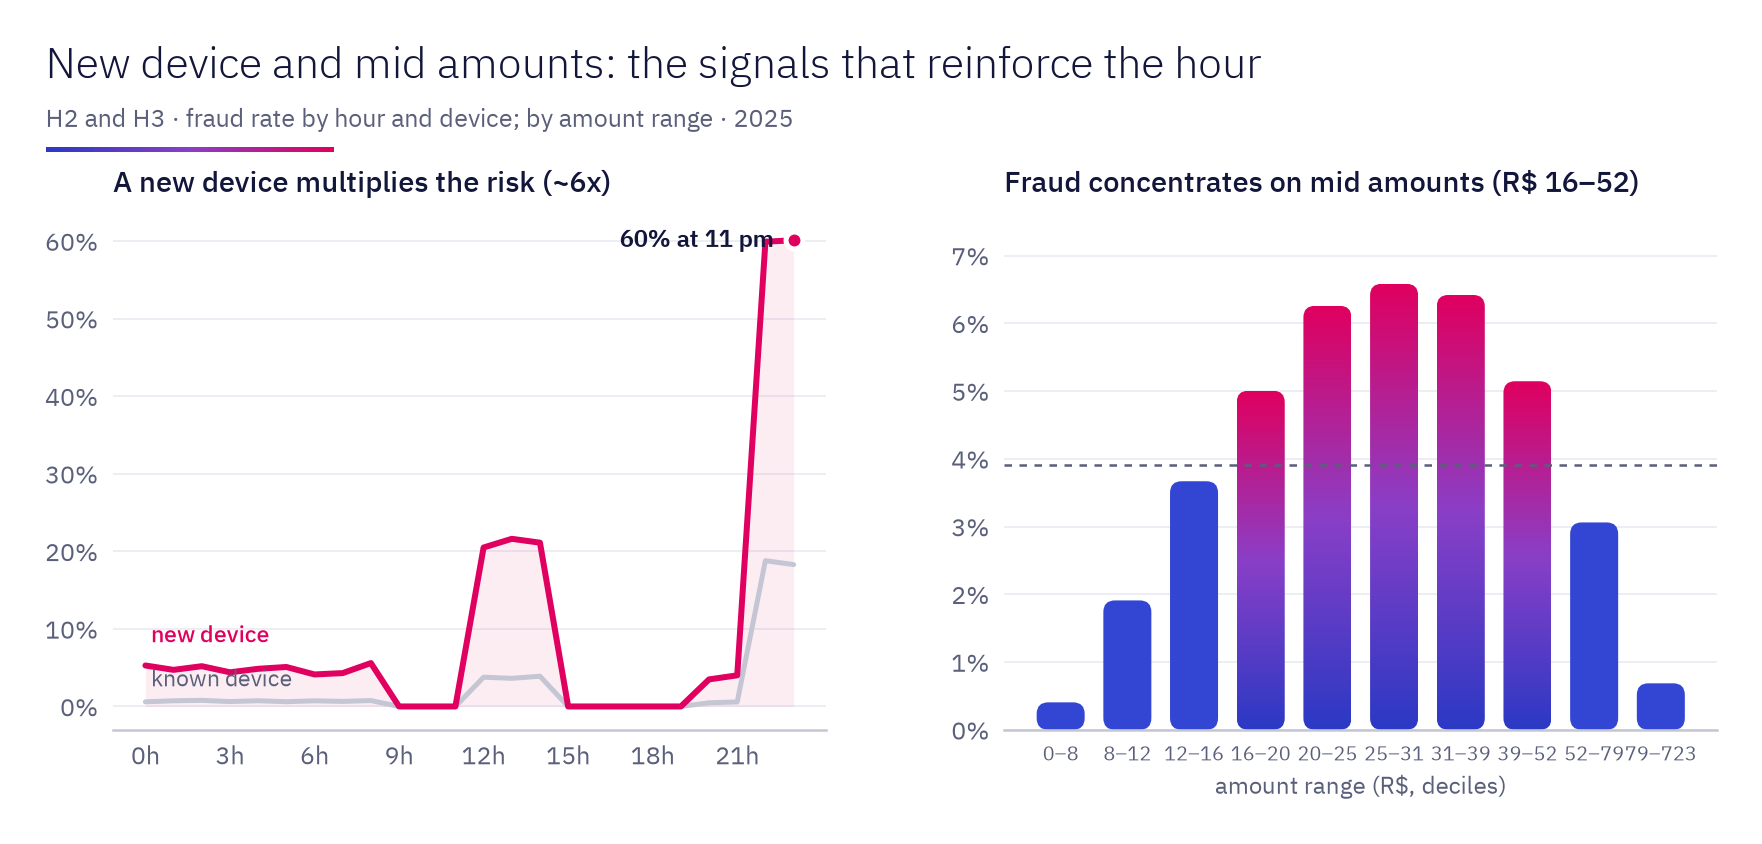 New device and mid amounts: the signals that reinforce the hour
H2 and H3 · fraud rate by hour and device; by amount range · 2025
A new device multiplies the risk (~6x)
60% at 11 pm
60%
50%
40%
30%
20%
10%
0%
new device
known device
0h 3h 6h 9h 12h 15h 18h 21h
Fraud concentrates on mid amounts (R$ 16–52)
7%
6%
5%
4%
3%
2%
1%
0%
0–8 8–12 12–16 16–20 20–25 25–31 31–39 39–52 52–79 79–723
amount range (R$, deciles)